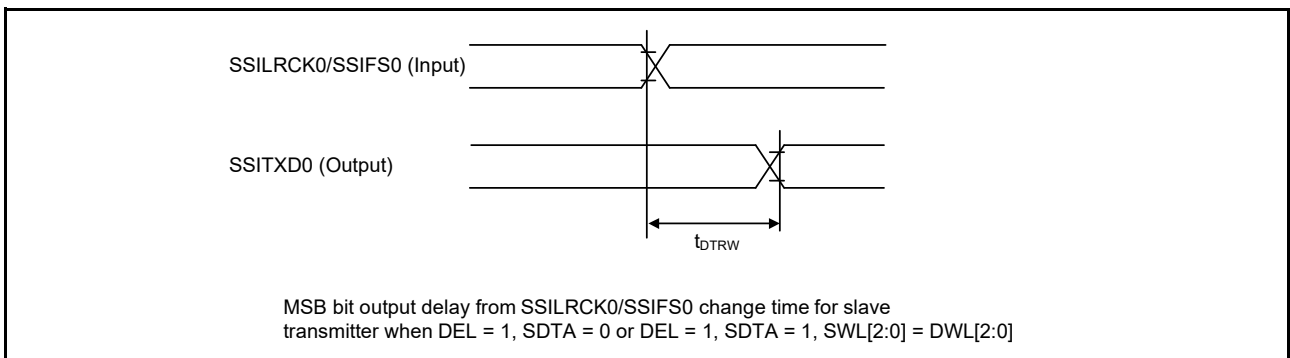 SSILRCK0/SSIFS0 (Input)
SSITXD0 (Output)
tDTRW
MSB bit output delay from SSILRCK0/SSIFS0 change time for slave
transmitter when DEL = 1, SDTA = 0 or DEL = 1, SDTA = 1, SWL[2:0] = DWL[2:0]